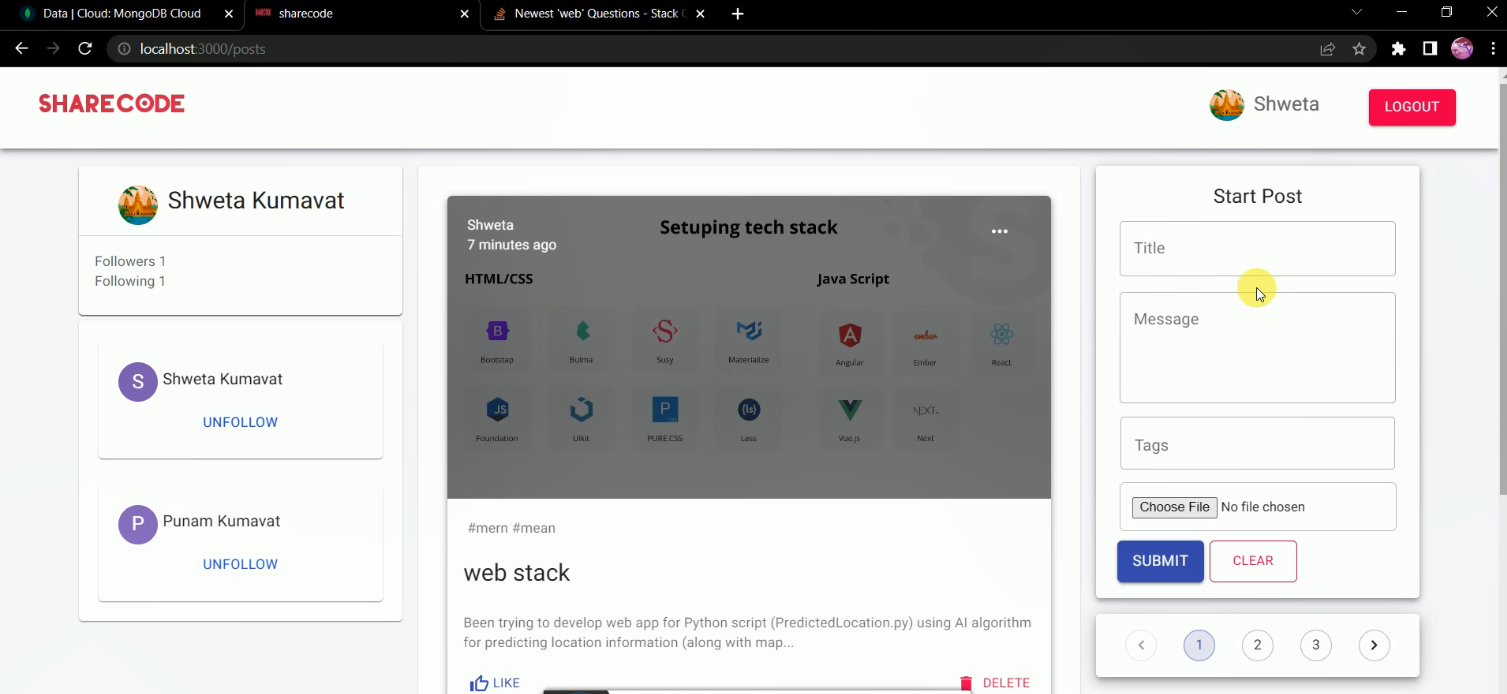 Data | Cloud: MongoDB Cloud
sharecode
Newest 'web' Questions - Stack
localhost:3000/posts
SHARECODE
Shweta
LOGOUT
Shweta Kumavat
Followers 1
Following 1
S
Shweta Kumavat
UNFOLLOW
P
Punam Kumavat
UNFOLLOW
Shweta
7 minutes ago
Setuping tech stack
HTML/CSS
Java Script
Bootstap
Bulma
Susy
Materialize
Angular
Ember
React
Foundation
Uikit
PURE.CSS
Less
Vue.js
NEXT
Next
#mern #mean
web stack
Been trying to develop web app for Python script (PredictedLocation.py) using AI algorithm
for predicting location information (along with map...
LIKE
DELETE
Start Post
Title
Message
Tags
Choose File No file chosen
SUBMIT
CLEAR
1 2 3